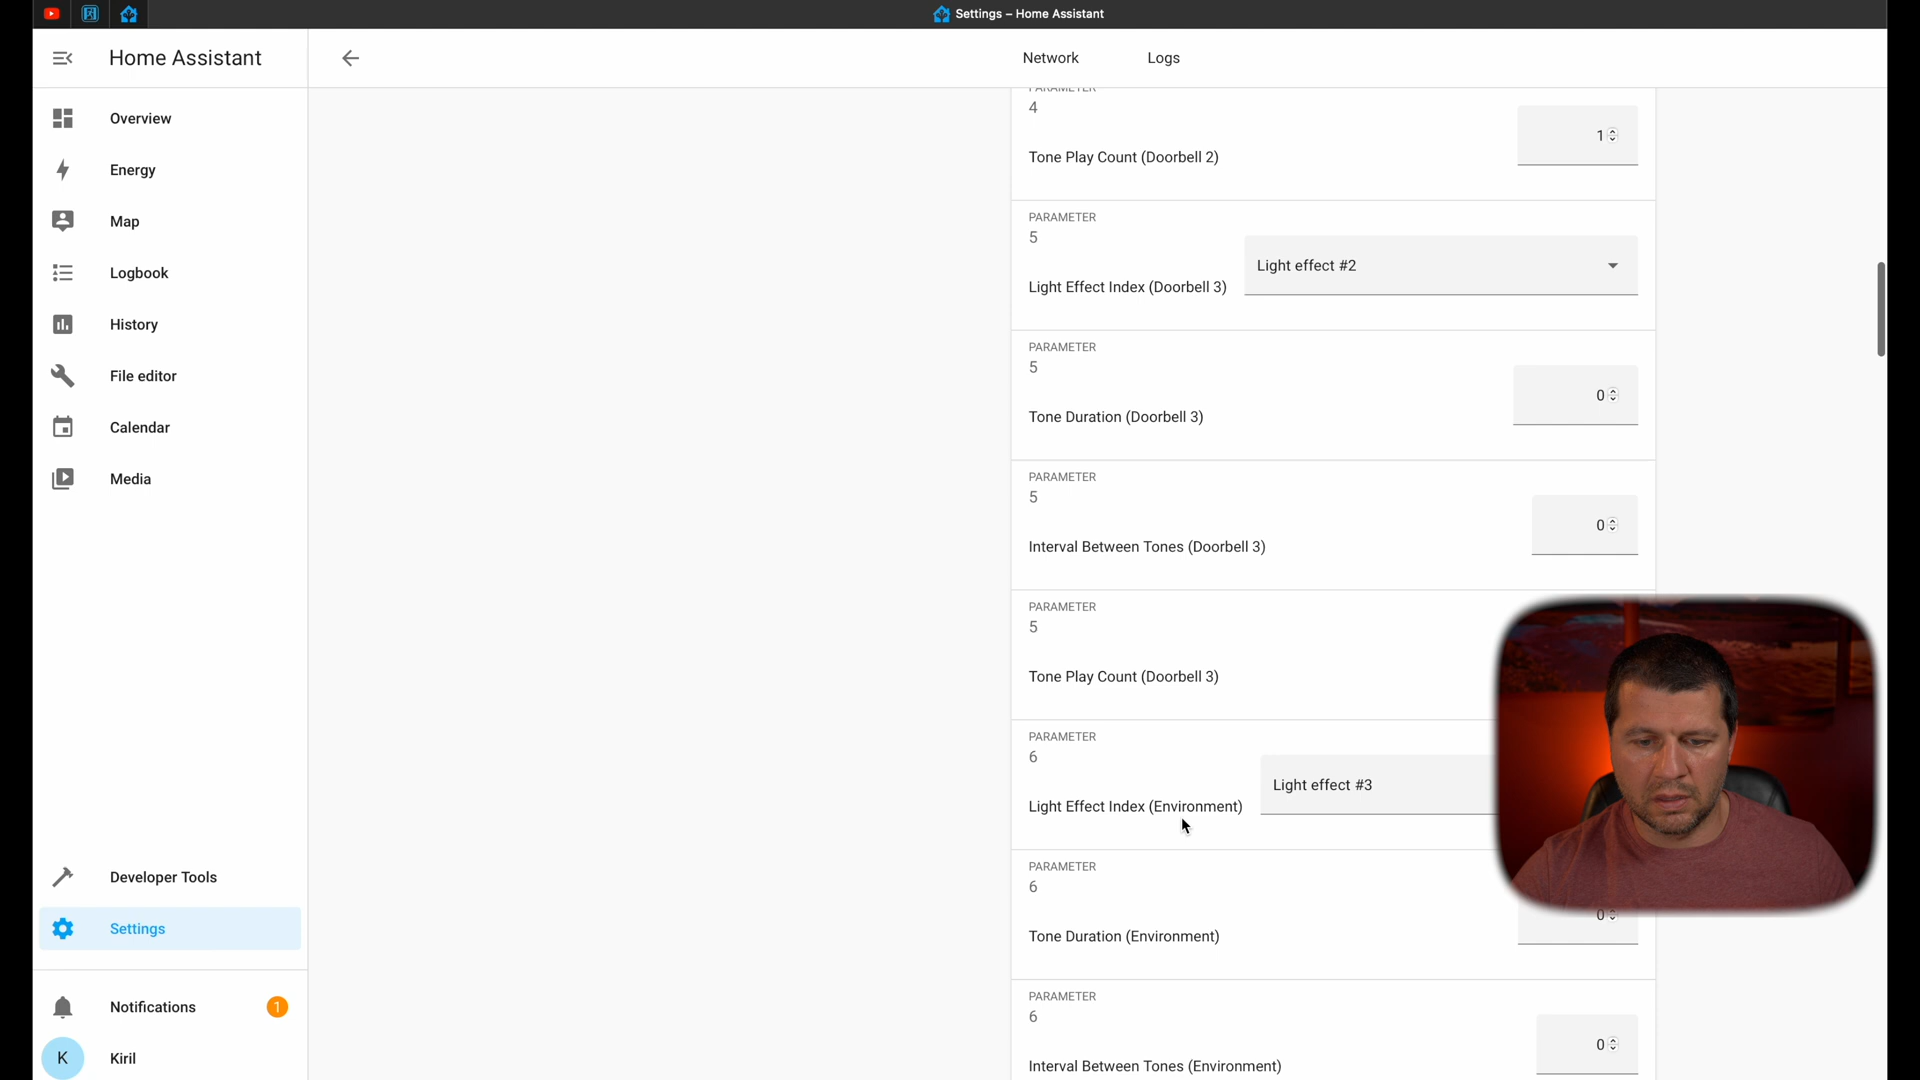 Settings – Home Assistant
Home Assistant
Network
Logs
Overview
Energy
Map
Logbook
History
File editor
Calendar
Media
Developer Tools
Settings
Notifications
1
K
Kiril
PARAMETER
4
Tone Play Count (Doorbell 2)
1
PARAMETER
5
Light Effect Index (Doorbell 3)
Light effect #2
PARAMETER
5
Tone Duration (Doorbell 3)
0
PARAMETER
5
Interval Between Tones (Doorbell 3)
0
PARAMETER
5
Tone Play Count (Doorbell 3)
PARAMETER
6
Light Effect Index (Environment)
Light effect #3
PARAMETER
6
Tone Duration (Environment)
0
PARAMETER
6
Interval Between Tones (Environment)
0